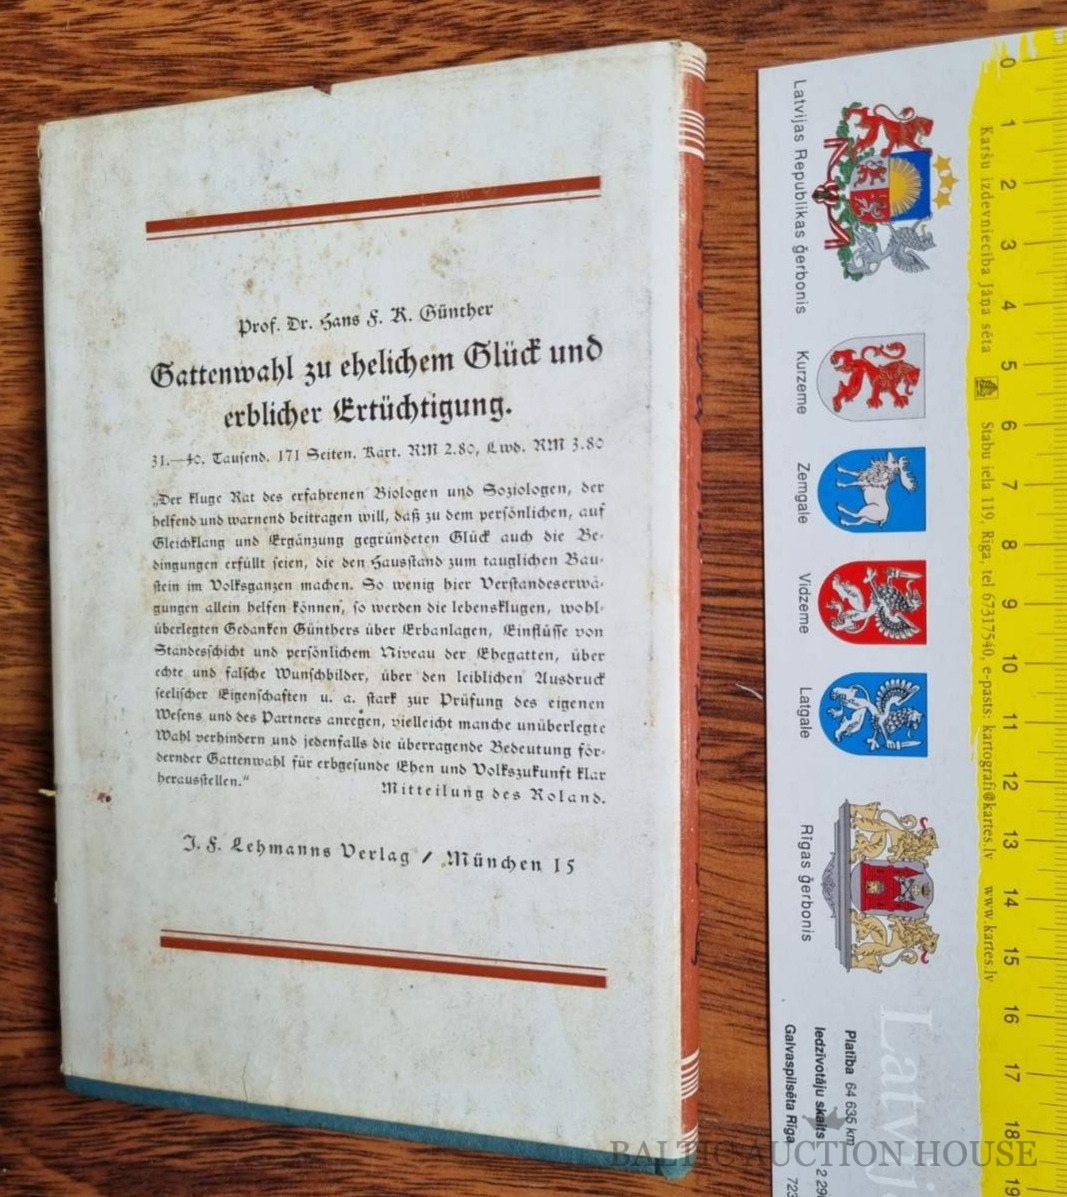 Prof. Dr. Hans F. K. Günther
Gattenwahl zu ehelichem Glück und
erblicher Ertüchtigung.
31.—40. Tausend. 171 Seiten. Kart. RM 2.80, Lwd. RM 3.80
„Der kluge Rat des erfahrenen Biologen und Soziologen, der
helfend und warnend beitragen will, daß zu dem persönlichen, auf
Gleichklang und Ergänzung gegründeten Glück auch die Be-
dingungen erfüllt seien, die den Hausstand zum tauglichen Bau-
stein im Volksganzen machen. So wenig hier Verstandeserwä-
gungen allein helfen können, so werden die lebensklugen, wohl-
überlegten Gedanken Günthers über Erbanlagen, Einflüsse von
Standesschicht und persönlichem Niveau der Ehegatten, über
echte und falsche Wunschbilder, über den leiblichen Ausdruck
seelischer Eigenschaften u. a. stark zur Prüfung des eigenen
Wesens und des Partners anregen, vielleicht manche unüberlegte
Wahl verhindern und jedenfalls die überragende Bedeutung för-
dernder Gattenwahl für erbgesunde Ehen und Volkszukunft klar
herausstellen.“
Mitteilung des Roland.
J. F. Lehmanns Verlag / München 15
Latvijas Republikas ģerbonis
Kurzeme
Zemgale
Vidzeme
Latgale
Rīgas ģerbonis
Karšu izdevniecība Jāņa sēta
Stabu iela 119, Rīga, tel 67317540, e-pasts: kartografi@kartes.lv www.kartes.lv
0
1
2
3
4
5
6
7
8
9
10
11
12
13
14
15
16
17
18
19
Latvija
Platība 64 635 km
Iedzīvotāju skaits 2 29
Galvaspilsēta Rīga 723
BALTIC AUCTION HOUSE